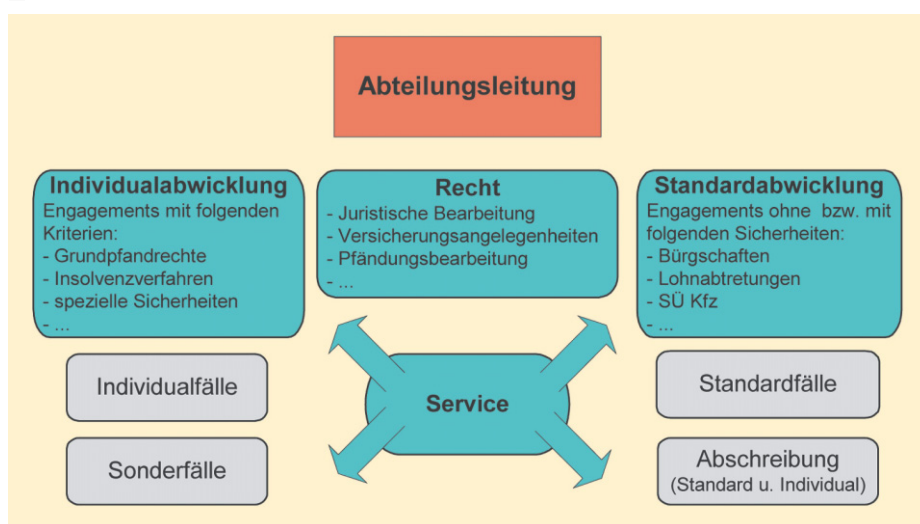 Abteilungsleitung
Individualabwicklung
Engagements mit folgenden
Kriterien:
- Grundpfandrechte
- Insolvenzverfahren
- spezielle Sicherheiten
- ...
Recht
- Juristische Bearbeitung
- Versicherungsangelegenheiten
- Pfändungsbearbeitung
- ...
Standardabwicklung
Engagements ohne bzw. mit
folgenden Sicherheiten:
- Bürgschaften
- Lohnabtretungen
- SÜ Kfz
- ...
Individualfälle
Sonderfälle
Service
Standardfälle
Abschreibung
(Standard u. Individual)